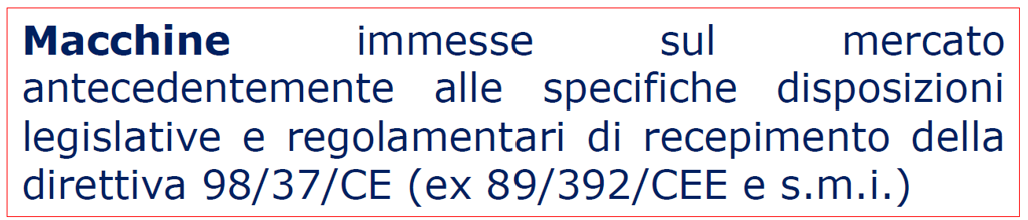 Macchine immesse sul mercato
antecedentemente alle specifiche disposizioni
legislative e regolamentari di recepimento della
direttiva 98/37/CE (ex 89/392/CEE e s.m.i.)